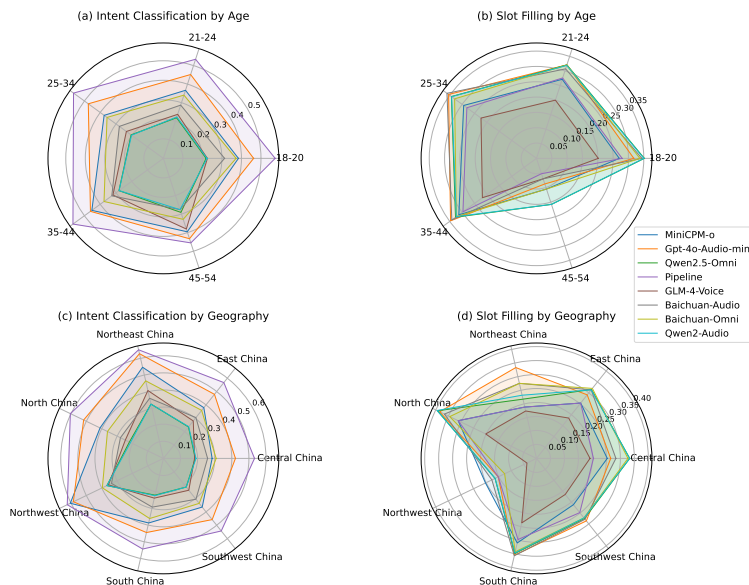 (a) Intent Classification by Age
21-24
25-34
0.5
0.4
0.3
0.2
0.1
18-20
35-44
45-54
(b) Slot Filling by Age
21-24
25-34
0.35
0.30
0.25
0.20
0.15
0.10
0.05
18-20
35-44
45-54
MiniCPM-o
Gpt-4o-Audio-min
Qwen2.5-Omni
Pipeline
GLM-4-Voice
Baichuan-Audio
Baichuan-Omni
Qwen2-Audio
(c) Intent Classification by Geography
Northeast China
East China
0.6
0.5
0.4
0.3
0.2
0.1
North China
Central China
Northwest China
Southwest China
South China
(d) Slot Filling by Geography
Northeast China
East China
0.40
0.35
0.30
0.25
0.20
0.15
0.10
0.05
North China
Central China
Northwest China
Southwest China
South China